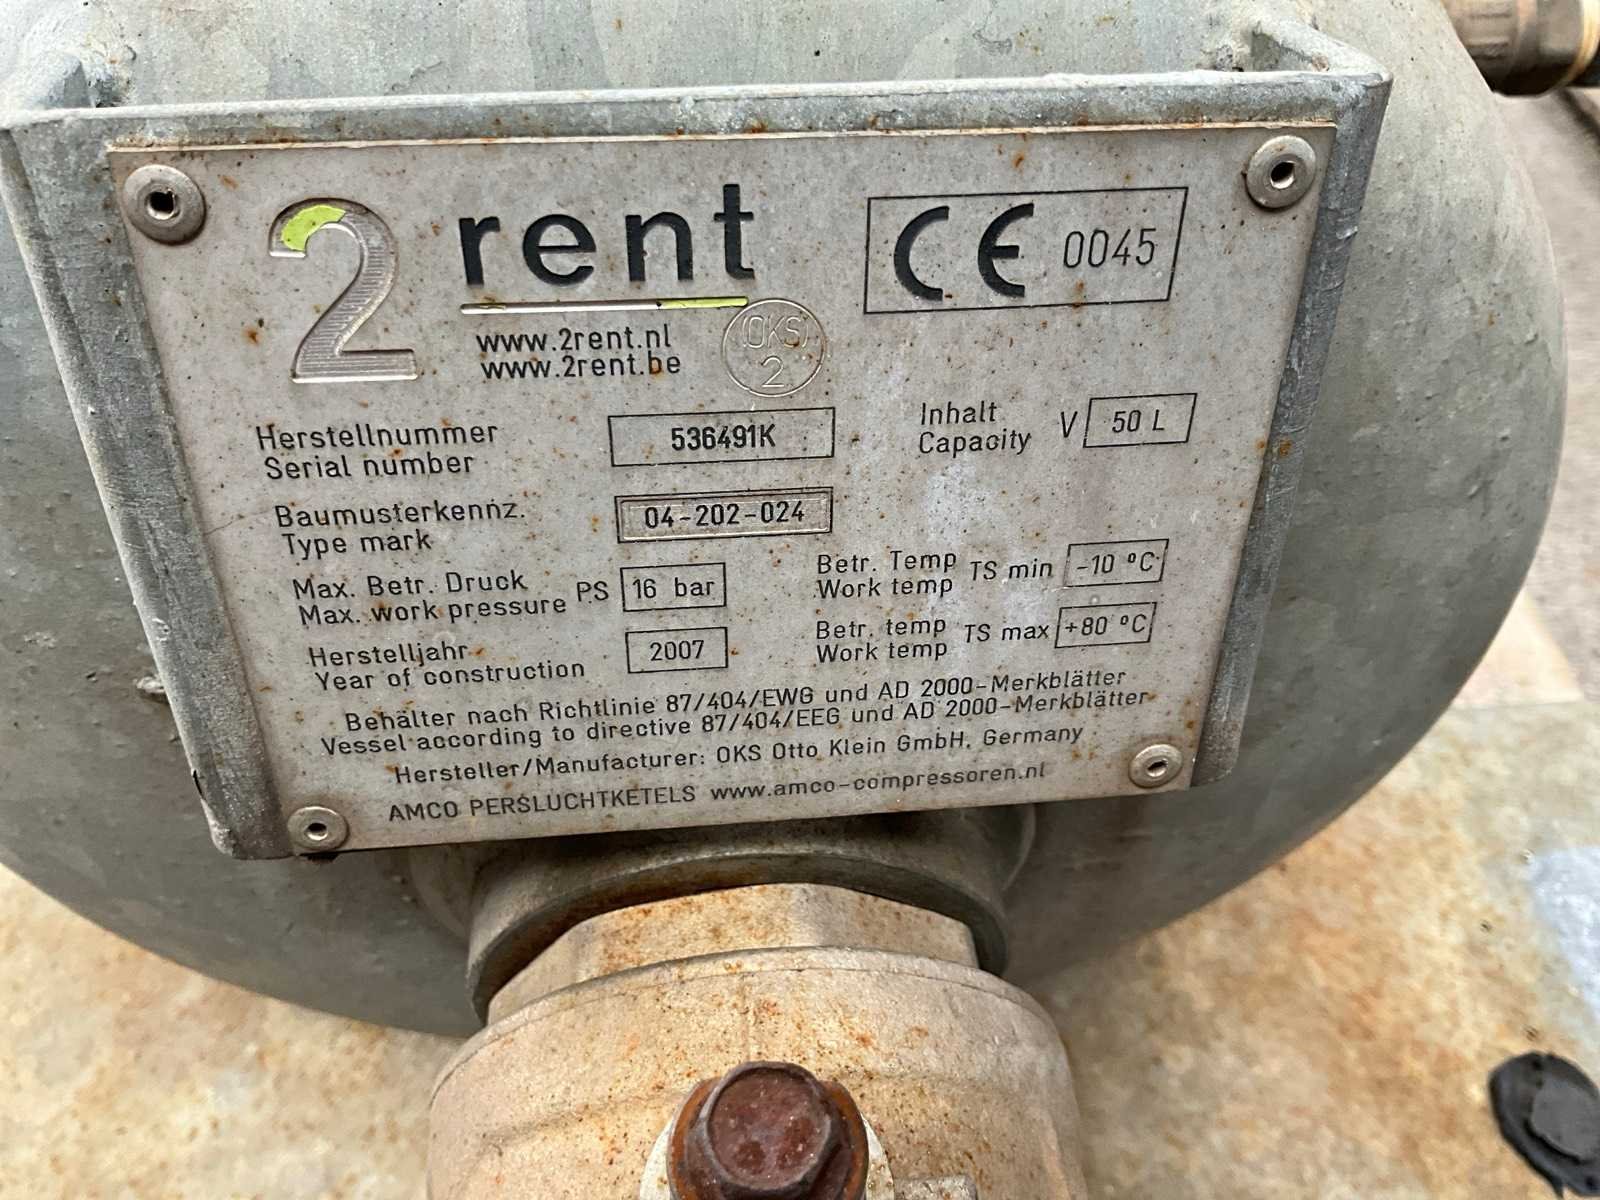 2 rent
CE 0045
www.2rent.nl
www.2rent.be
(OKS)
2
Herstellnummer
Serial number
536491K
Inhalt
Capacity
V 50 L
Baumusterkennz.
Type mark
04-202-024
Max. Betr. Druck
Max. work pressure
PS 16 bar
Betr. Temp
Work temp
TS min -10 ºC
Herstelljahr
Year of construction
2007
Betr. temp
Work temp
TS max +80 ºC
Behälter nach Richtlinie 87/404/EWG und AD 2000-Merkblätter
Vessel according to directive 87/404/EEG und AD 2000-Merkblätter
Hersteller/Manufacturer: OKS Otto Klein GmbH, Germany
AMCO PERSLUCHTKETELS www.amco-compressoren.nl